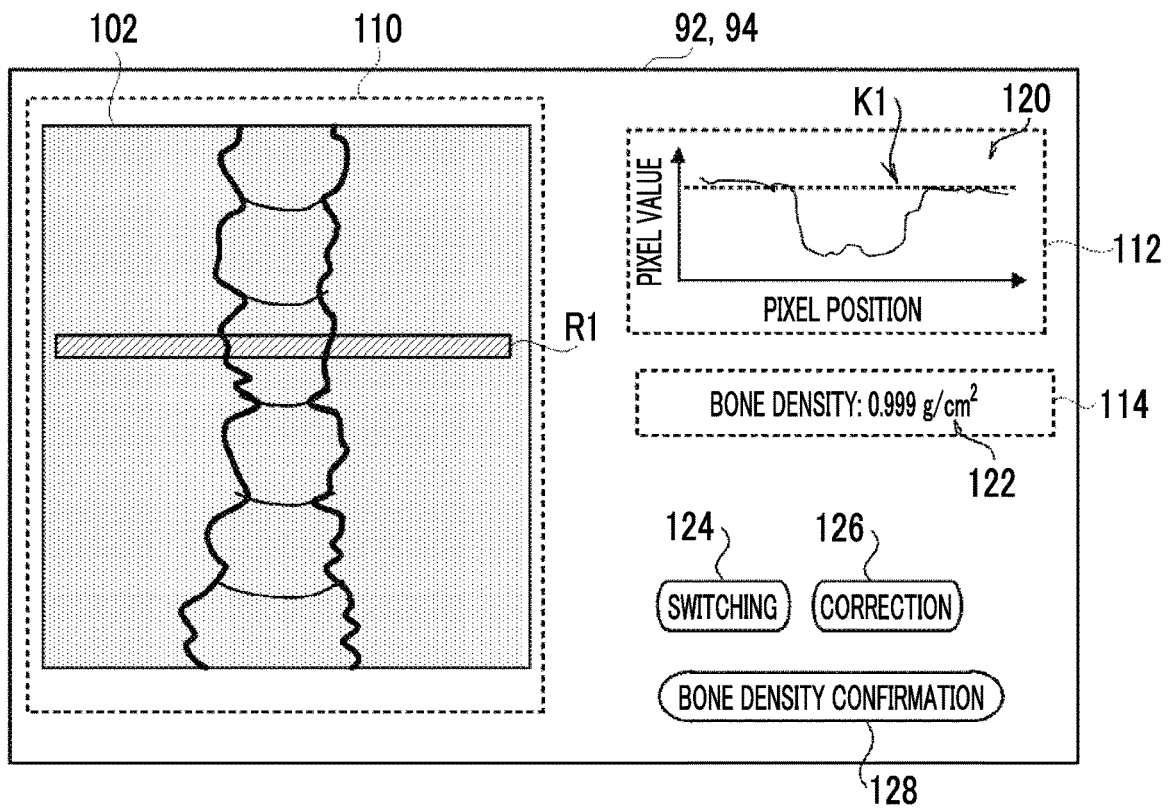 102
110
92, 94
K1
120
PIXEL VALUE
PIXEL POSITION
112
R1
BONE DENSITY: 0.999 g/cm²
114
122
124
126
SWITCHING
CORRECTION
BONE DENSITY CONFIRMATION
128